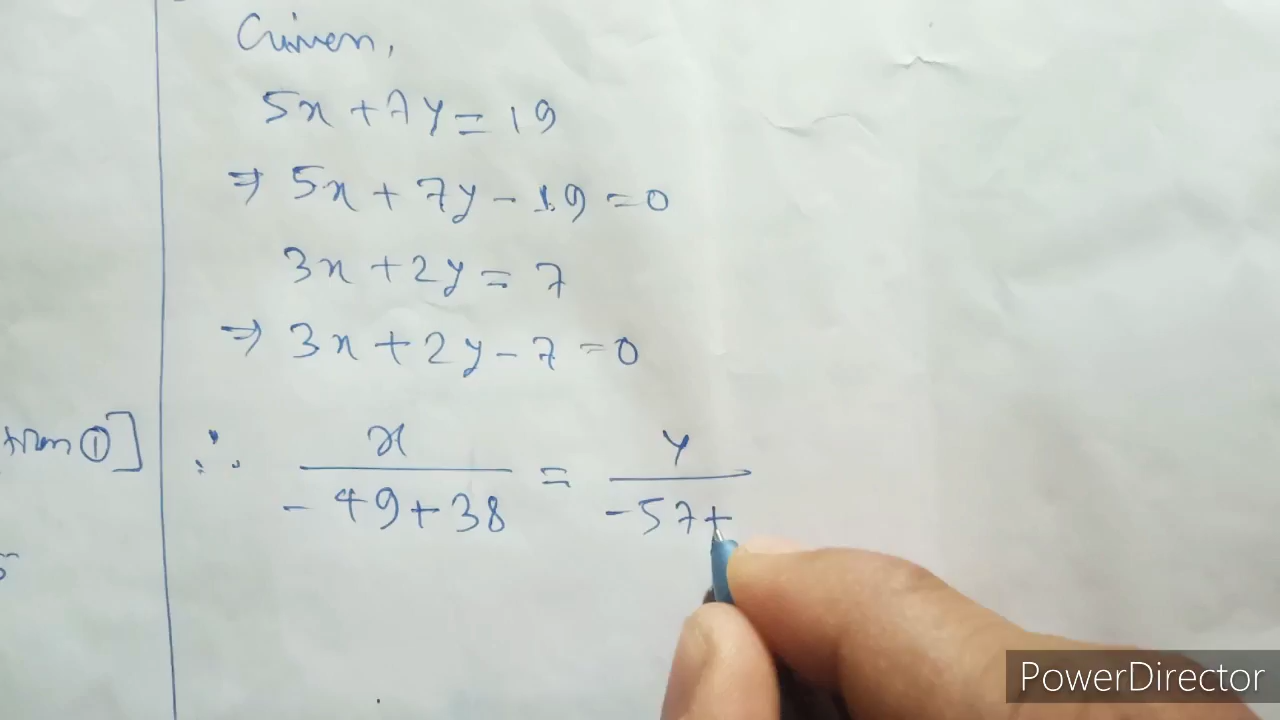 Given,
5x + 7y = 19
⇒ 5x + 7y - 19 = 0
3x + 2y = 7
⇒ 3x + 2y - 7 = 0
①]
∴ x / -49+38 = y / -57+
PowerDirector